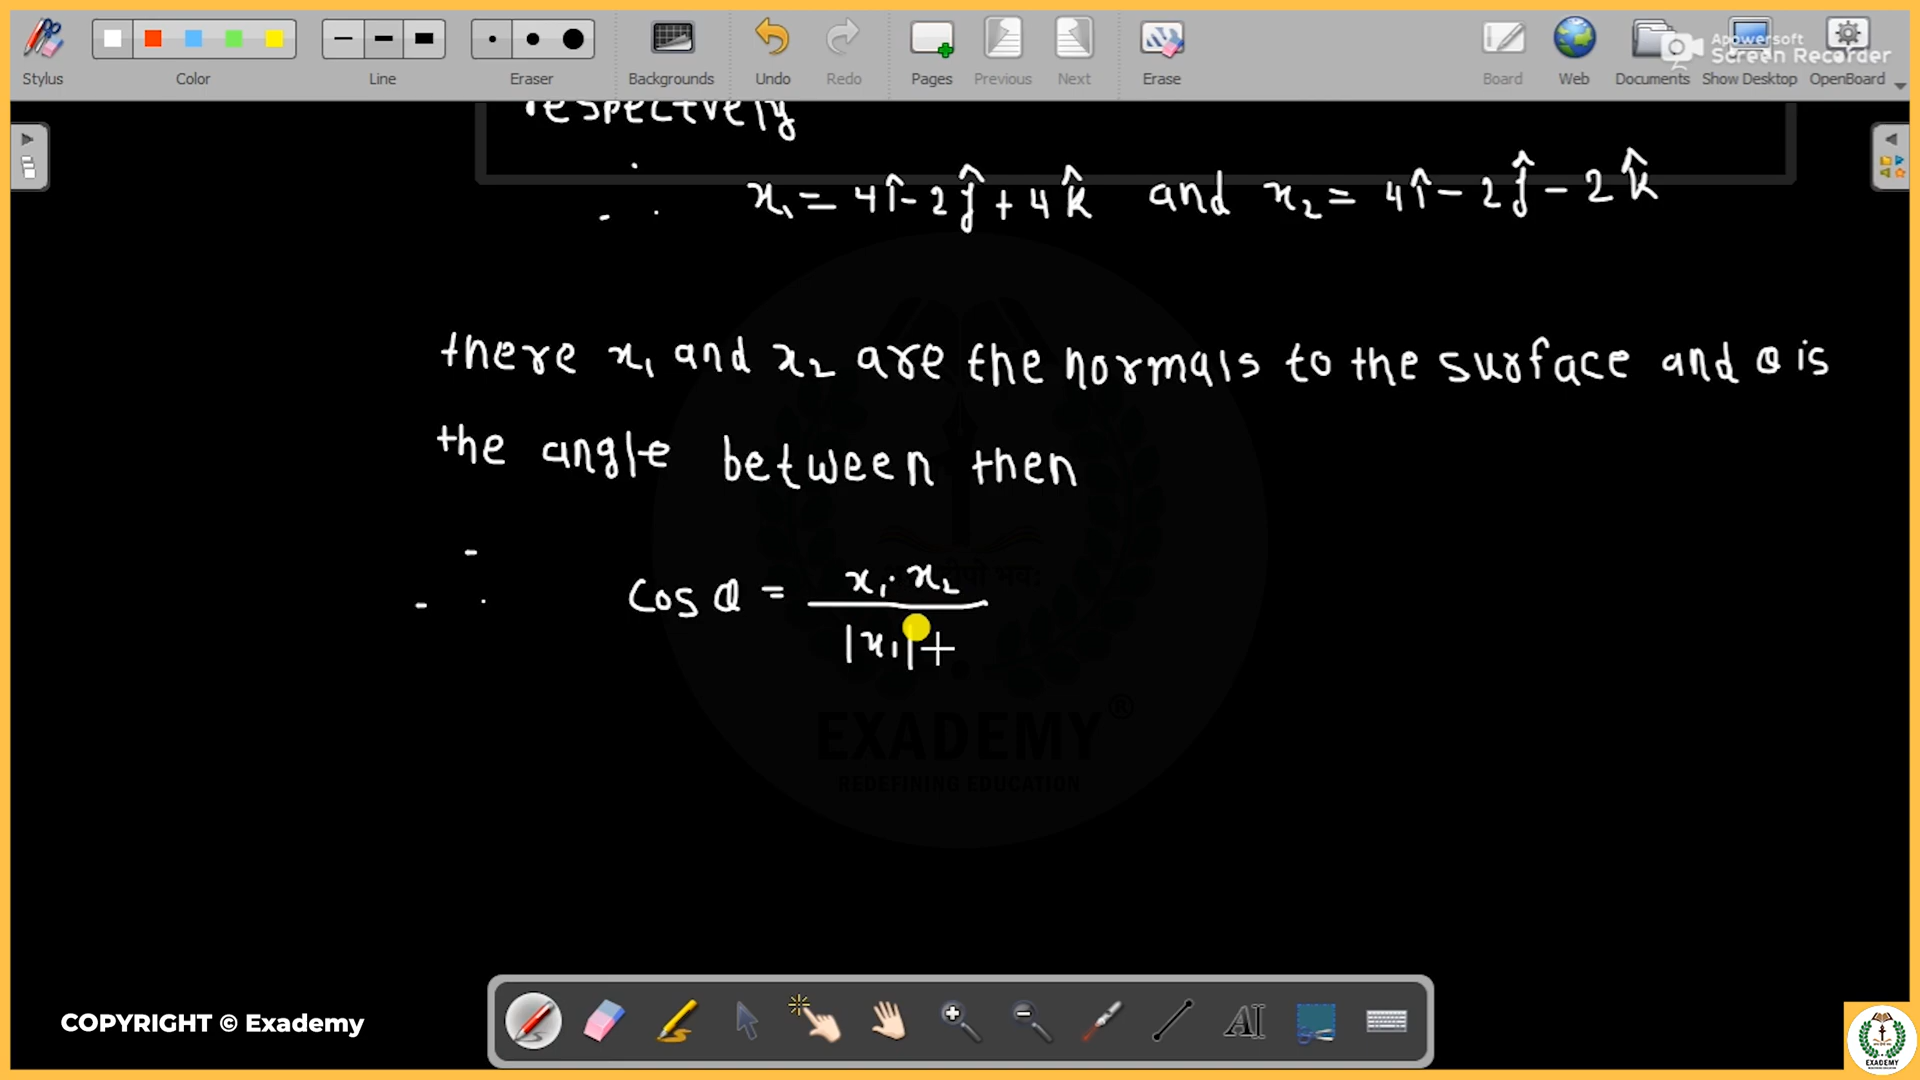 Stylus Color Line Eraser Backgrounds Undo Redo Pages Previous Next Erase Board Web Documents Show Desktop OpenBoard
Apowersoft
Screen Recorder
respectively
∴ x₁ = 4î - 2ĵ + 4k̂ and x₂ = 4î - 2ĵ - 2k̂
there x₁ and x₂ are the normals to the surface and θ is
the angle between then
∴ Cos θ = x₁ · x₂
|x₁| +
EXADEMY®
REDEFINING EDUCATION
COPYRIGHT © Exademy
EXADEMY